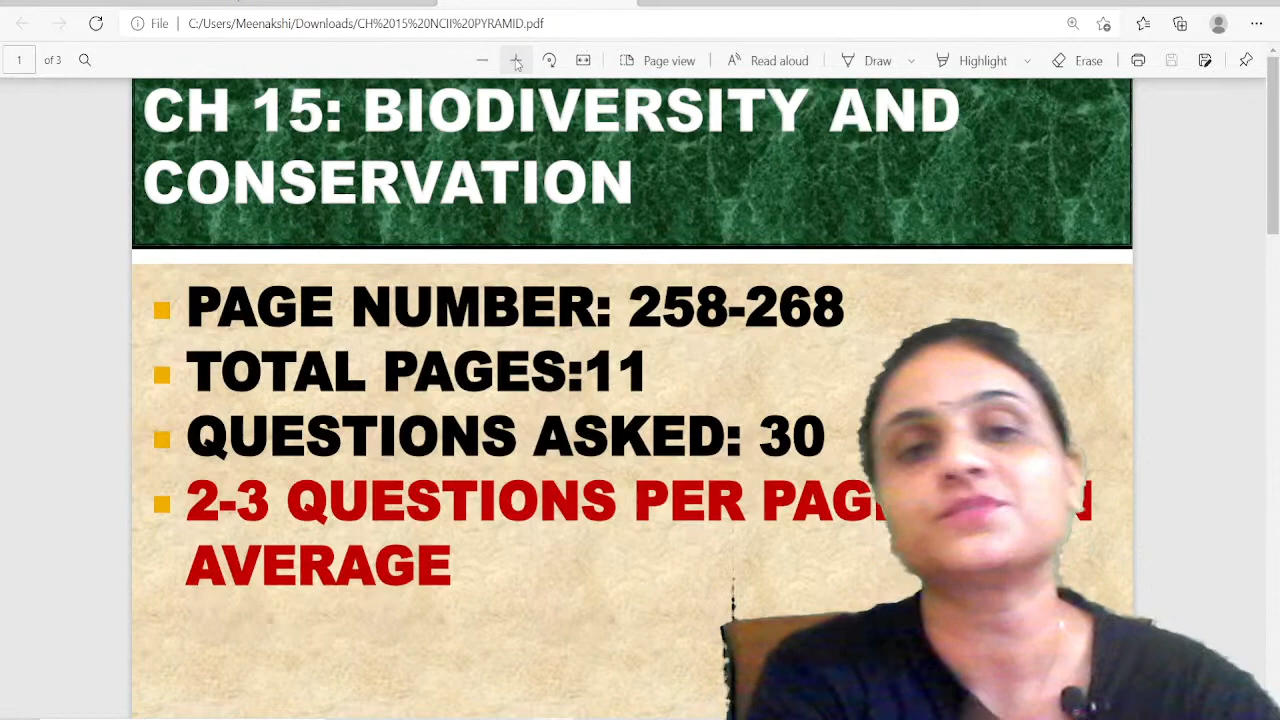 File
C:/Users/Meenakshi/Downloads/CH%2015%20NCII%20PYRAMID.pdf
1 of 3
Page view
Read aloud
Draw
Highlight
Erase
CH 15: BIODIVERSITY AND
CONSERVATION
PAGE NUMBER: 258-268
TOTAL PAGES:11
QUESTIONS ASKED: 30
2-3 QUESTIONS PER
AVERAGE